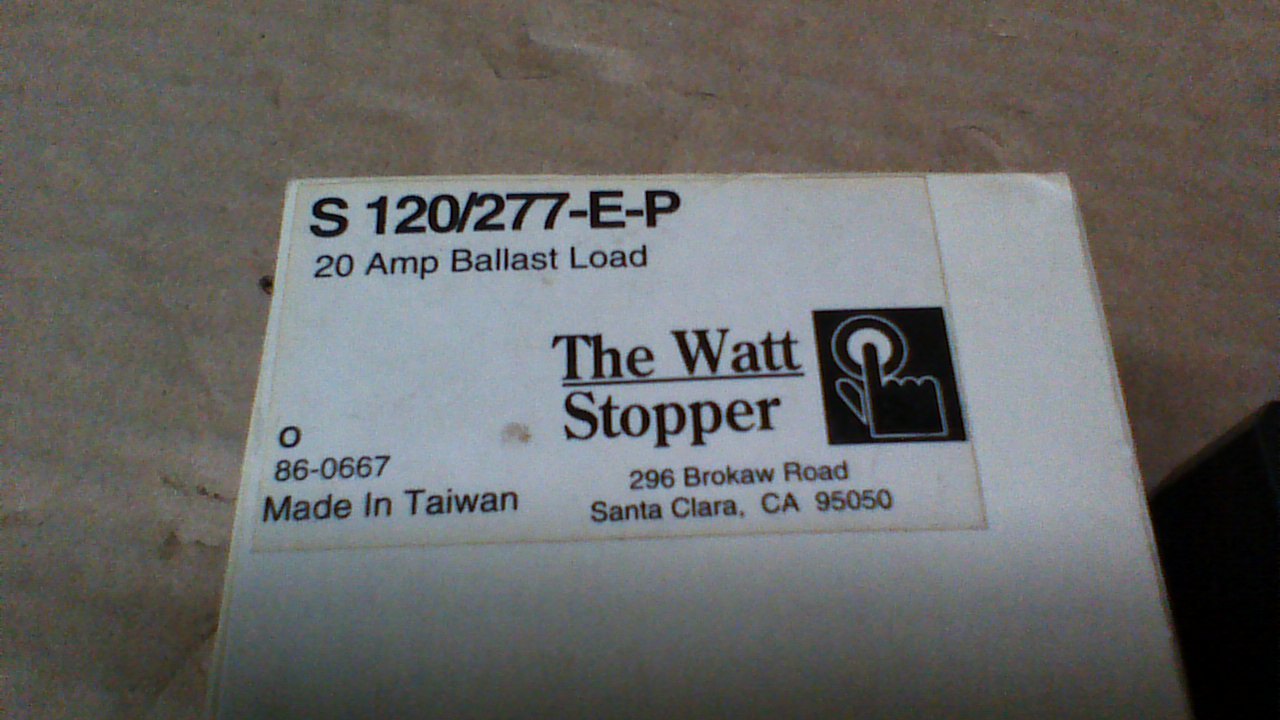 S 120/277-E-P
20 Amp Ballast Load
The Watt
Stopper
O
86-0667
Made In Taiwan
296 Brokaw Road
Santa Clara, CA 95050